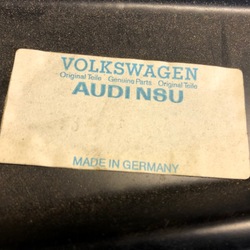 VOLKSWAGEN
Original Teile Genuine Parts Original Teile
AUDI NSU
MADE IN GERMANY